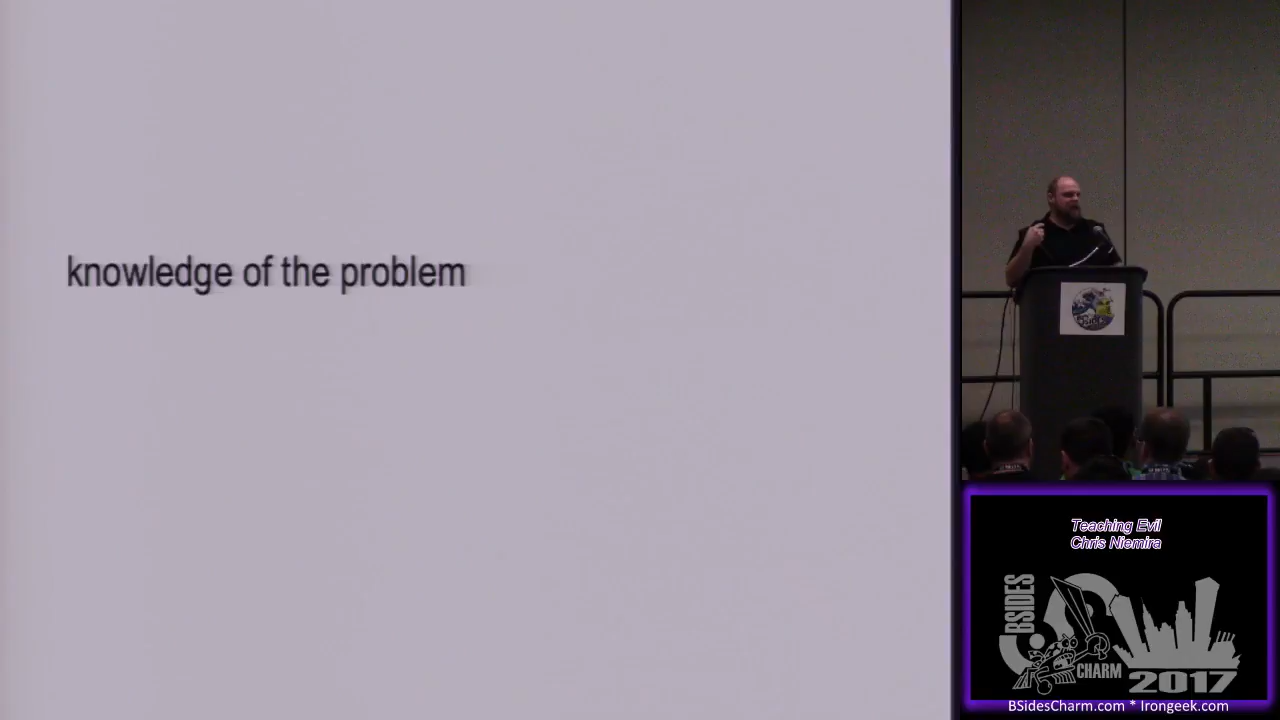 knowledge of the problem
Teaching Evil
Chris Niemira
BSIDES
CHARM
2017
BSidesCharm.com * Irongeek.com